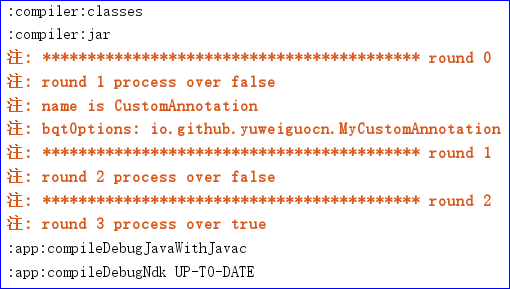 :compiler:classes
:compiler:jar
注: ****************************************** round 0
注: round 1 process over false
注: name is CustomAnnotation
注: bqtOptions: io.github.yuweiguocn.MyCustomAnnotation
注: ****************************************** round 1
注: round 2 process over false
注: ****************************************** round 2
注: round 3 process over true
:app:compileDebugJavaWithJavac
:app:compileDebugNdk UP-TO-DATE